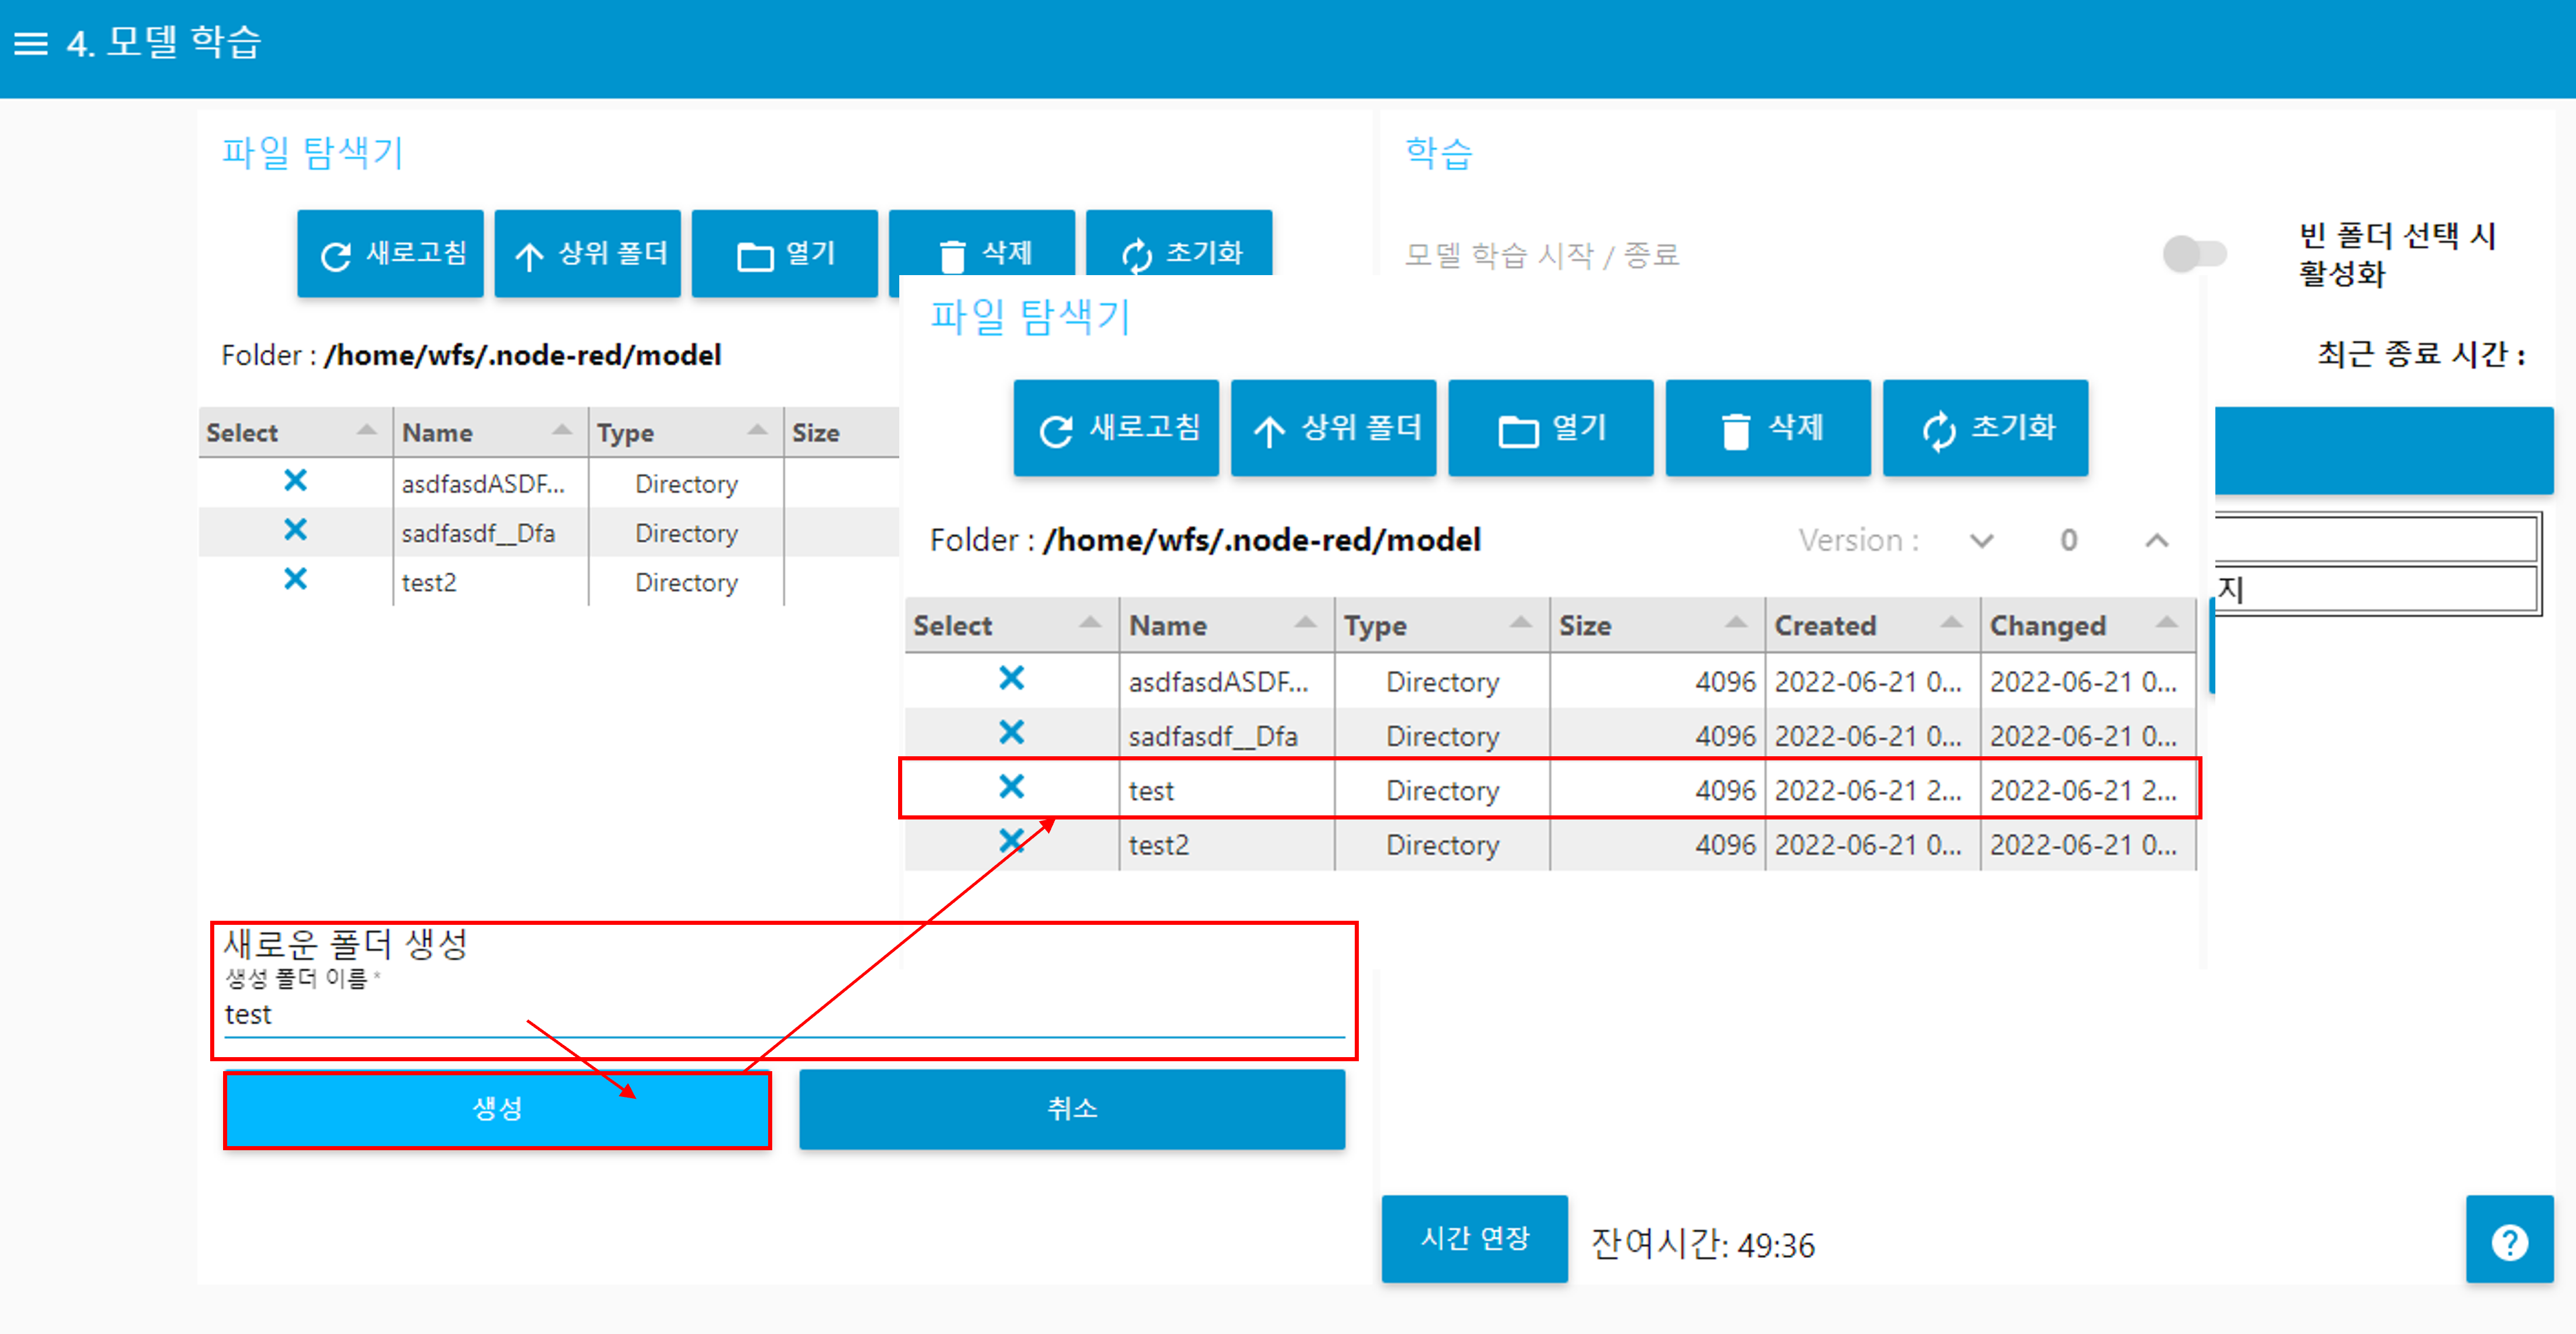 4. 모델 학습
파일 탐색기
새로고침 상위 폴더 열기 삭제 초기화
Folder : /home/wfs/.node-red/model
Select Name Type Size
asdfasdASDF... Directory
sadfasdf__Dfa Directory
test2 Directory
새로운 폴더 생성
생성 폴더 이름 *
test
생성 취소
파일 탐색기
새로고침 상위 폴더 열기 삭제 초기화
Folder : /home/wfs/.node-red/model Version : 0
Select Name Type Size Created Changed
asdfasdASDF... Directory 4096 2022-06-21 0... 2022-06-21 0...
sadfasdf__Dfa Directory 4096 2022-06-21 0... 2022-06-21 0...
test Directory 4096 2022-06-21 2... 2022-06-21 2...
test2 Directory 4096 2022-06-21 0... 2022-06-21 0...
학습
모델 학습 시작 / 종료
빈 폴더 선택 시
활성화
최근 종료 시간 :
지
시간 연장 잔여시간: 49:36
?